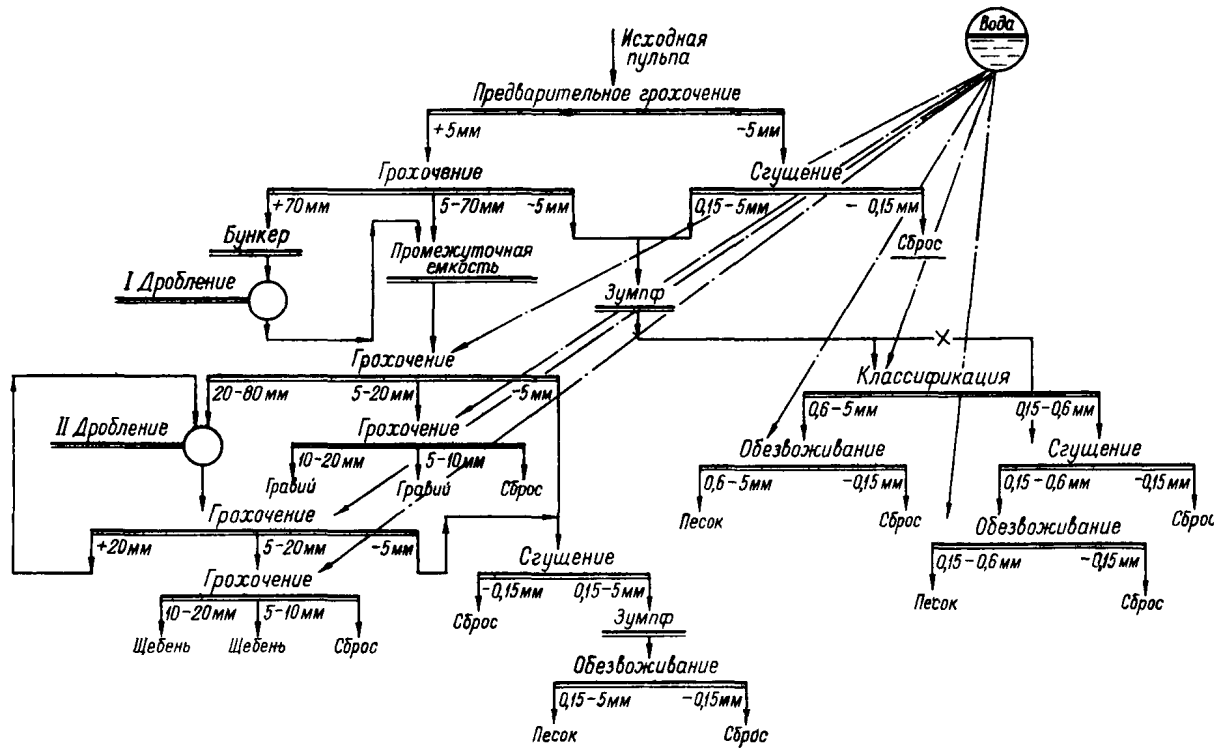 Вода
Исходная
пульпа
Предварительное грохочение
+5мм
-5мм
Грохочение
Сгущение
+70мм
5-70мм
-5мм
0,15-5мм
- 0,15мм
Бункер
Промежуточная
емкость
Сброс
I Дробление
Зумпф
Грохочение
Классификация
20-80мм
5-20мм
-5мм
0,6-5мм
0,15-0,6мм
II Дробление
Грохочение
Обезвоживание
Сгущение
10-20мм
5-10мм
0,6-5мм
-0,15мм
0,15-0,6мм
-0,15мм
Гравий
Гравий
Сброс
Грохочение
Песок
Сброс
Обезвоживание
Сброс
+20мм
5-20мм
-5мм
Сгущение
0,15-0,6мм
-0,15мм
Грохочение
-0,15мм
0,15-5мм
Песок
Сброс
10-20мм
5-10мм
Сброс
Зумпф
Щебень
Щебень
Сброс
Обезвоживание
0,15-5мм
-0,15мм
Песок
Сброс